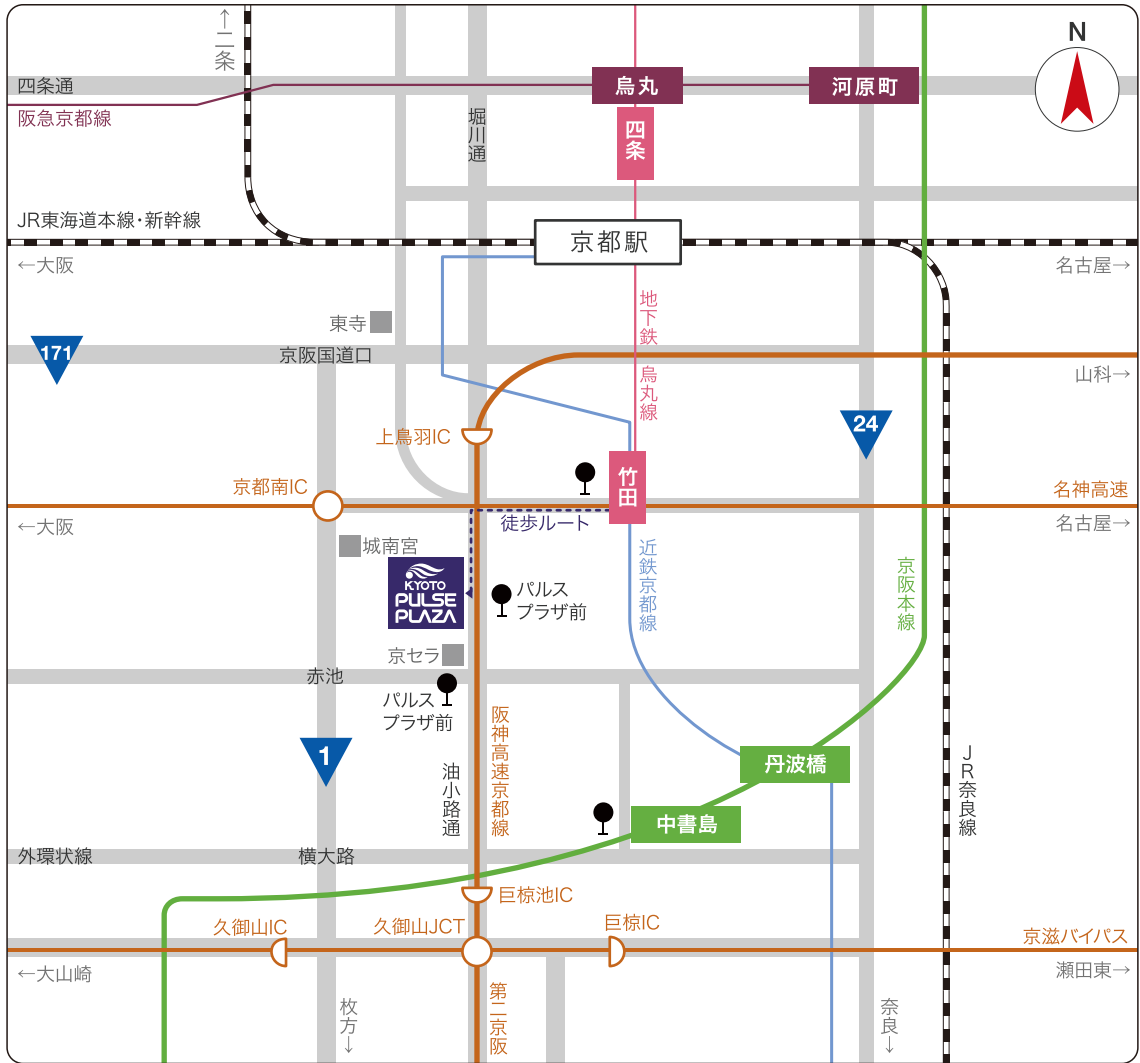 ↑二条
N
四条通
烏丸
河原町
阪急京都線
堀川通
四条
JR東海道本線・新幹線
京都駅
←大阪
名古屋→
地下鉄 烏丸線
東寺
171
京阪国道口
山科→
24
上鳥羽IC
竹田
京都南IC
名神高速
←大阪
徒歩ルート
名古屋→
城南宮
近鉄京都線
京阪本線
KYOTO
PULSE
PLAZA
パルス
プラザ前
京セラ
赤池
パルス
プラザ前
阪神高速京都線
1
油小路通
丹波橋
JR奈良線
中書島
外環状線
横大路
巨椋池IC
久御山IC
久御山JCT
巨椋IC
京滋バイパス
←大山崎
瀬田東→
枚方↓
第二京阪
奈良↓